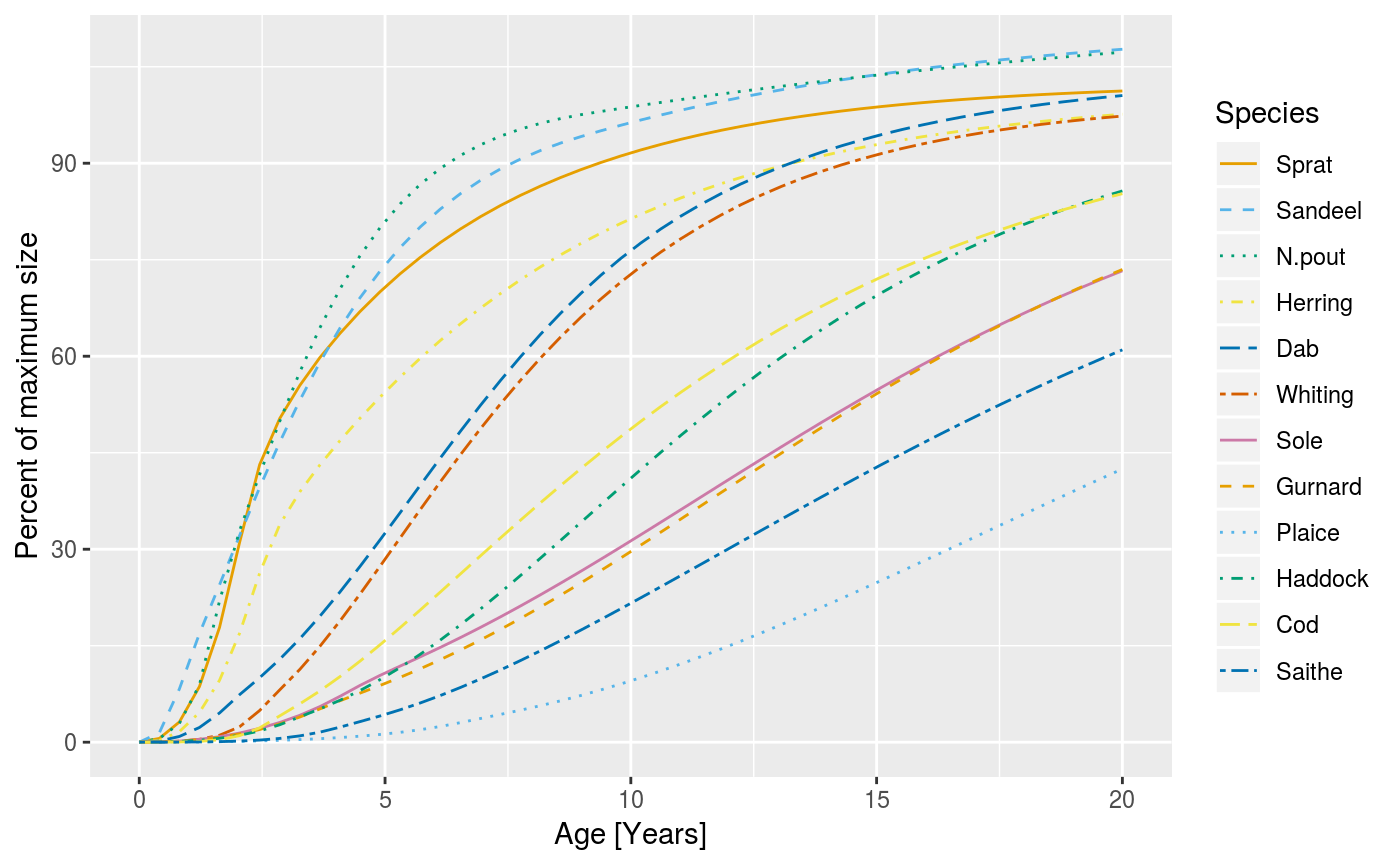 Percent of maximum size
90
60
30
0
0 5 10 15 20
Age [Years]
Species
Sprat
Sandeel
N.pout
Herring
Dab
Whiting
Sole
Gurnard
Plaice
Haddock
Cod
Saithe